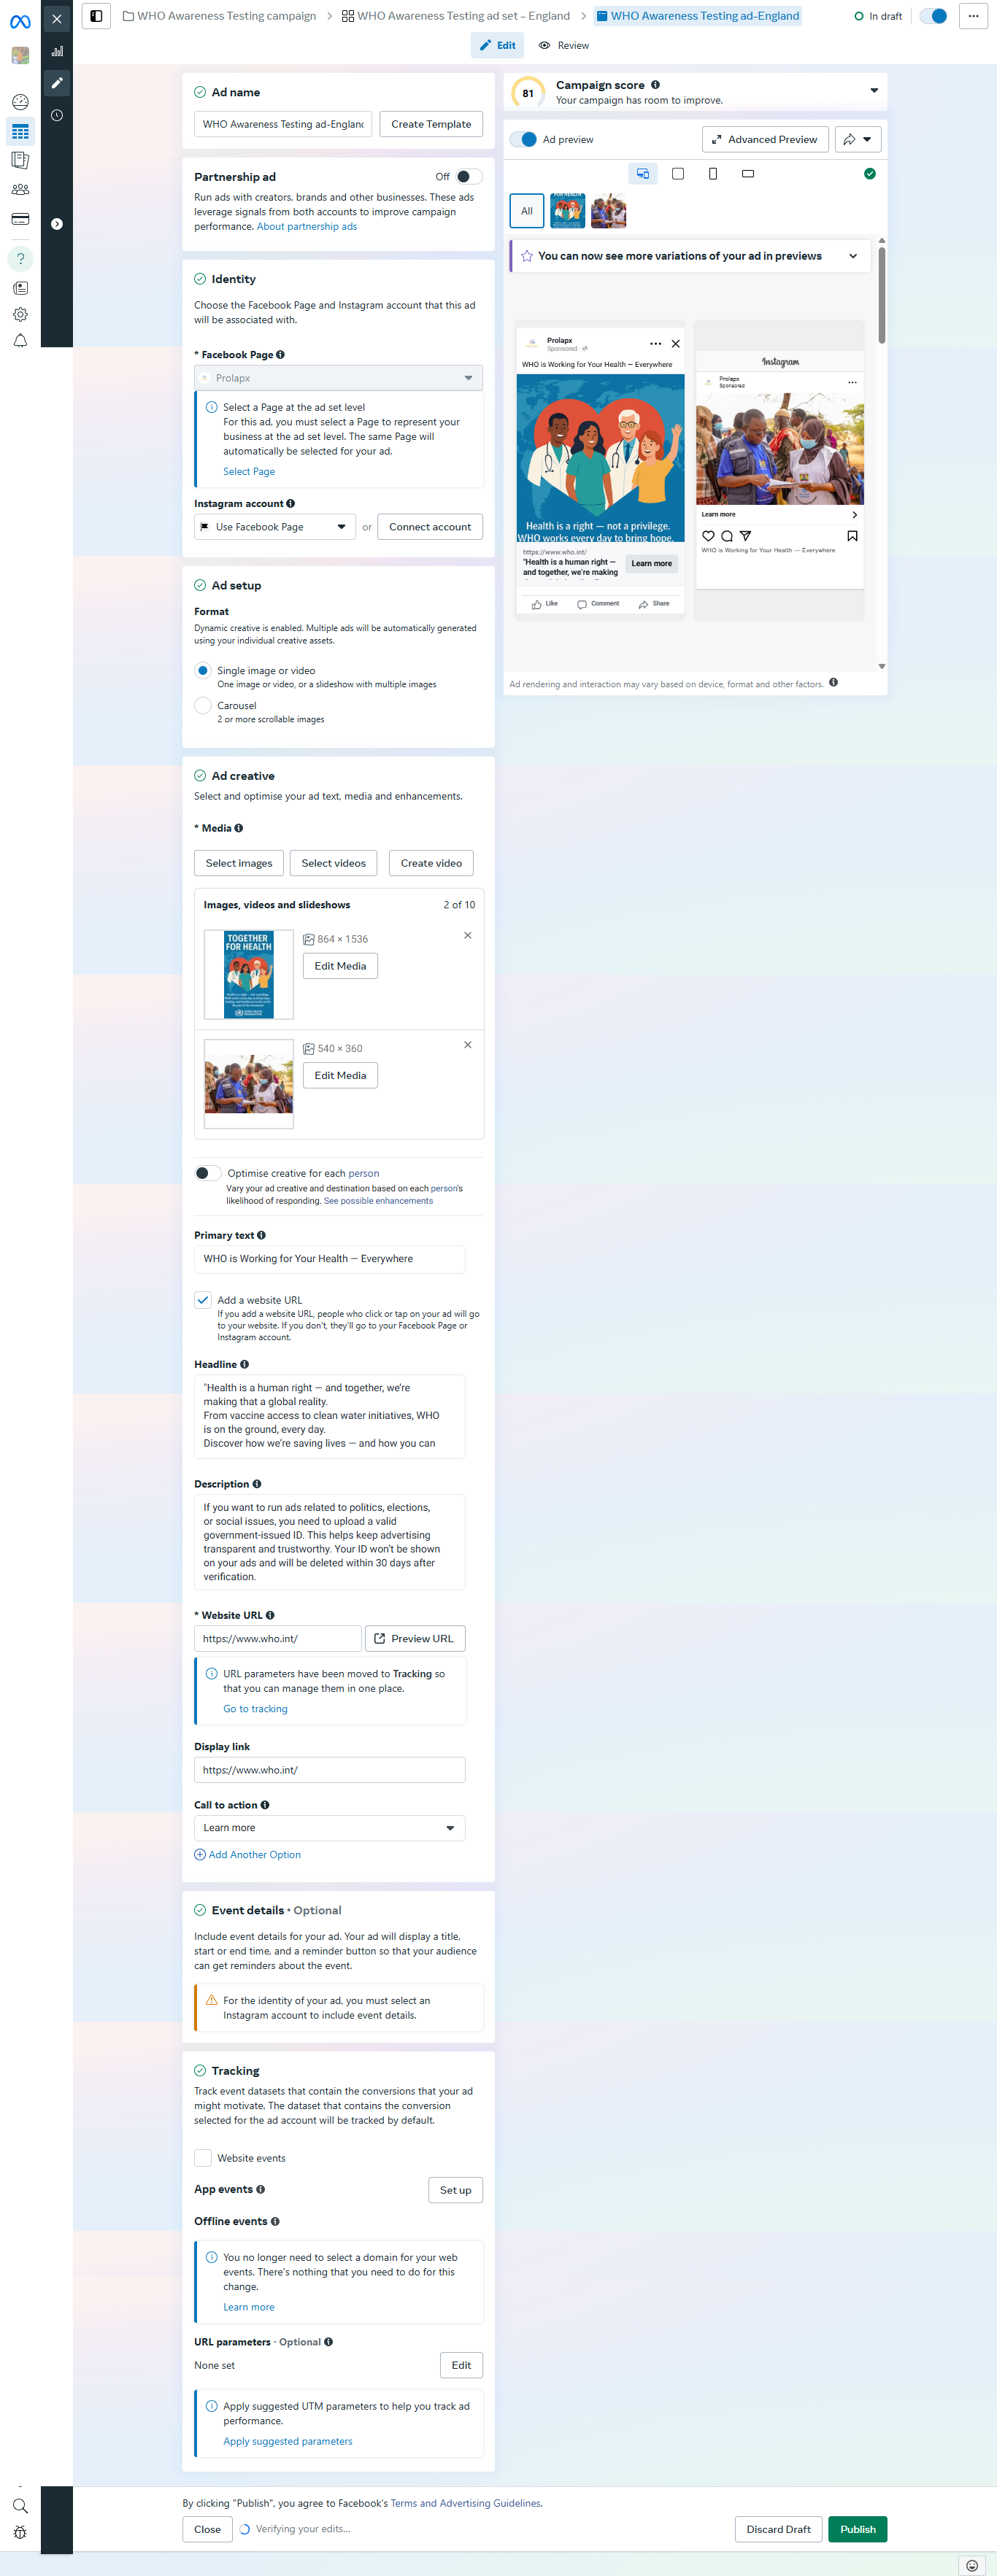 WHO Awareness Testing campaign
WHO Awareness Testing ad set – England
WHO Awareness Testing ad-England
In draft
Edit
Review
Ad name
WHO Awareness Testing ad-England
Create Template
Partnership ad
Off
Run ads with creators, brands and other businesses. These ads
leverage signals from both accounts to improve campaign
performance. About partnership ads
Identity
Choose the Facebook Page and Instagram account that this ad
will be associated with.
* Facebook Page
Prolapx
Select a Page at the ad set level
For this ad, you must select a Page to represent your
business at the ad set level. The same Page will
automatically be selected for your ad.
Select Page
Instagram account
Use Facebook Page
or
Connect account
Ad setup
Format
Dynamic creative is enabled. Multiple ads will be automatically generated
using your individual creative assets.
Single image or video
One image or video, or a slideshow with multiple images
Carousel
2 or more scrollable images
Ad creative
Select and optimise your ad text, media and enhancements.
* Media
Select images
Select videos
Create video
Images, videos and slideshows
2 of 10
TOGETHER
FOR HEALTH
864 × 1536
Edit Media
540 × 360
Edit Media
Optimise creative for each person
Vary your ad creative and destination based on each person's
likelihood of responding. See possible enhancements
Primary text
WHO is Working for Your Health — Everywhere
Add a website URL
If you add a website URL, people who click or tap on your ad will go
to your website. If you don't, they'll go to your Facebook Page or
Instagram account.
Headline
"Health is a human right — and together, we're
making that a global reality.
From vaccine access to clean water initiatives, WHO
is on the ground, every day.
Discover how we're saving lives — and how you can
Description
If you want to run ads related to politics, elections,
or social issues, you need to upload a valid
government-issued ID. This helps keep advertising
transparent and trustworthy. Your ID won't be shown
on your ads and will be deleted within 30 days after
verification.
* Website URL
https://www.who.int/
Preview URL
URL parameters have been moved to Tracking so
that you can manage them in one place.
Go to tracking
Display link
https://www.who.int/
Call to action
Learn more
Add Another Option
Event details • Optional
Include event details for your ad. Your ad will display a title,
start or end time, and a reminder button so that your audience
can get reminders about the event.
For the identity of your ad, you must select an
Instagram account to include event details.
Tracking
Track event datasets that contain the conversions that your ad
might motivate. The dataset that contains the conversion
selected for the ad account will be tracked by default.
Website events
App events
Set up
Offline events
You no longer need to select a domain for your web
events. There's nothing that you need to do for this
change.
Learn more
URL parameters · Optional
None set
Edit
Apply suggested UTM parameters to help you track ad
performance.
Apply suggested parameters
81
Campaign score
Your campaign has room to improve.
Ad preview
Advanced Preview
All
You can now see more variations of your ad in previews
Prolapx
Sponsored ·
WHO is Working for Your Health — Everywhere
Health is a right — not a privilege.
WHO works every day to bring hope,
https://www.who.int/
"Health is a human right —
and together, we're making
Learn more
Like
Comment
Share
Instagram
Prolapx
Sponsored
Learn more
WHO is Working for Your Health — Everywhere
Ad rendering and interaction may vary based on device, format and other factors.
By clicking "Publish", you agree to Facebook's Terms and Advertising Guidelines.
Close
Verifying your edits...
Discard Draft
Publish